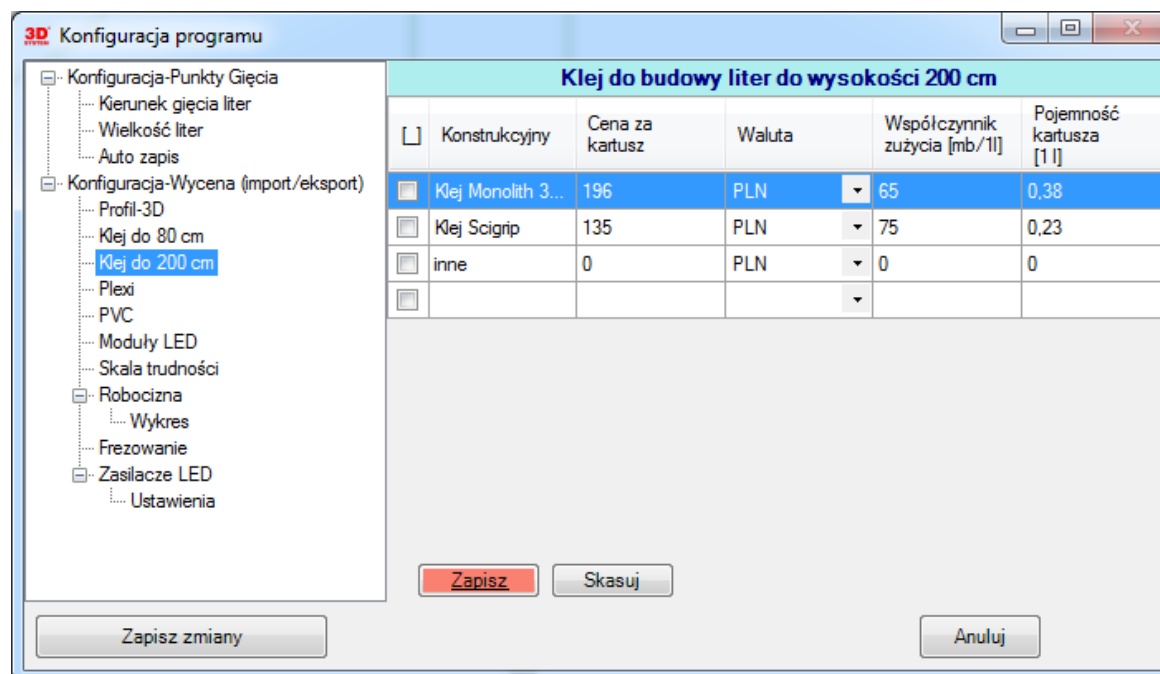 3D SYSTEM Konfiguracja programu
Konfiguracja-Punkty Gięcia
Kierunek gięcia liter
Wielkość liter
Auto zapis
Konfiguracja-Wycena (import/eksport)
Profil-3D
Klej do 80 cm
Klej do 200 cm
Plexi
PVC
Moduły LED
Skala trudności
Robocizna
Wykres
Frezowanie
Zasilacze LED
Ustawienia
Klej do budowy liter do wysokości 200 cm
[_] Konstrukcyjny Cena za kartusz Waluta Współczynnik zużycia [mb/1l] Pojemność kartusza [1 l]
Klej Monolith 3... 196 PLN 65 0,38
Klej Scigrip 135 PLN 75 0,23
inne 0 PLN 0 0
Zapisz Skasuj
Zapisz zmiany Anuluj